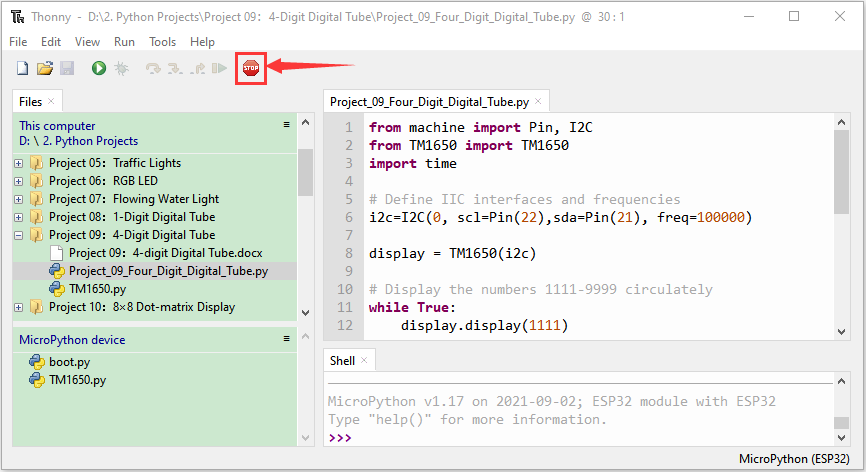 Thonny - D:\2. Python Projects\Project 09：4-Digit Digital Tube\Project_09_Four_Digit_Digital_Tube.py @ 30 : 1
File Edit View Run Tools Help
STOP
Files
This computer
D: \ 2. Python Projects
Project 05：Traffic Lights
Project 06：RGB LED
Project 07：Flowing Water Light
Project 08：1-Digit Digital Tube
Project 09：4-Digit Digital Tube
Project 09：4-digit Digital Tube.docx
Project_09_Four_Digit_Digital_Tube.py
TM1650.py
Project 10：8×8 Dot-matrix Display
MicroPython device
boot.py
TM1650.py
Project_09_Four_Digit_Digital_Tube.py
1 from machine import Pin, I2C
2 from TM1650 import TM1650
3 import time
4
5 # Define IIC interfaces and frequencies
6 i2c=I2C(0, scl=Pin(22),sda=Pin(21), freq=100000)
7
8 display = TM1650(i2c)
9
10 # Display the numbers 1111-9999 circulately
11 while True:
12     display.display(1111)
Shell
MicroPython v1.17 on 2021-09-02; ESP32 module with ESP32
Type "help()" for more information.
>>>
MicroPython (ESP32)